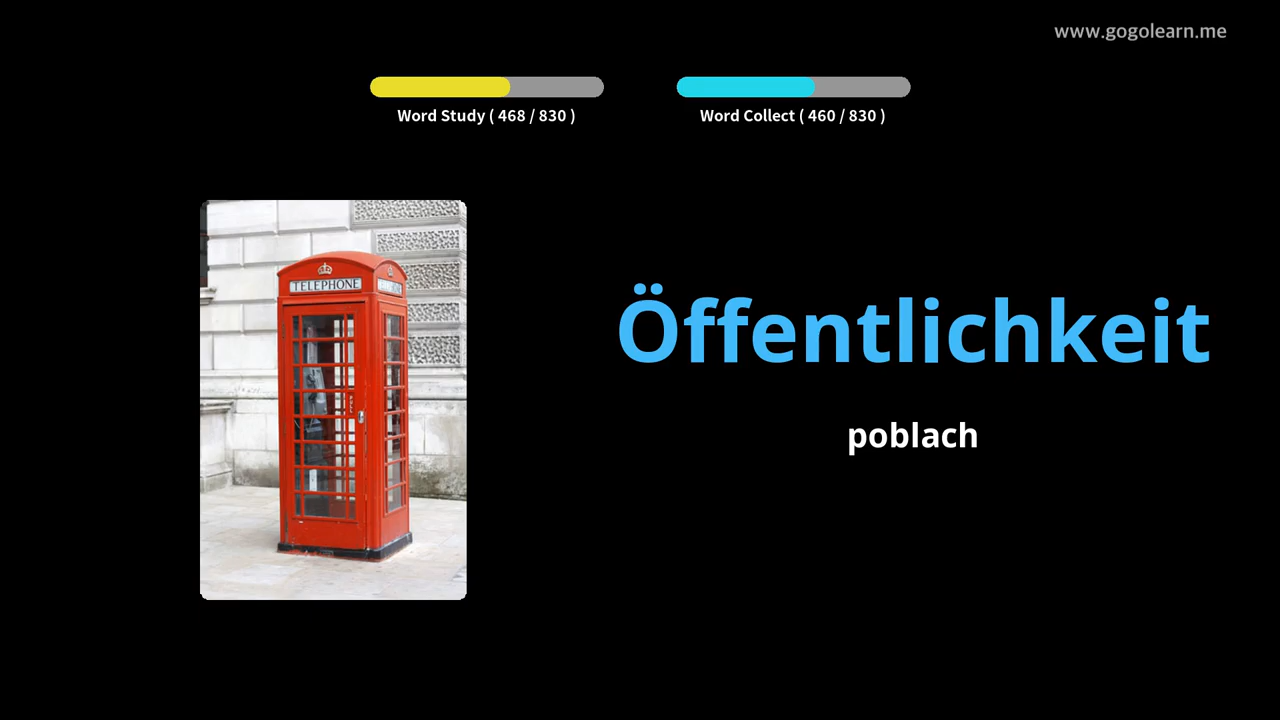 www.gogolearn.me
Word Study ( 468 / 830 )
Word Collect ( 460 / 830 )
TELEPHONE
Öffentlichkeit
poblach